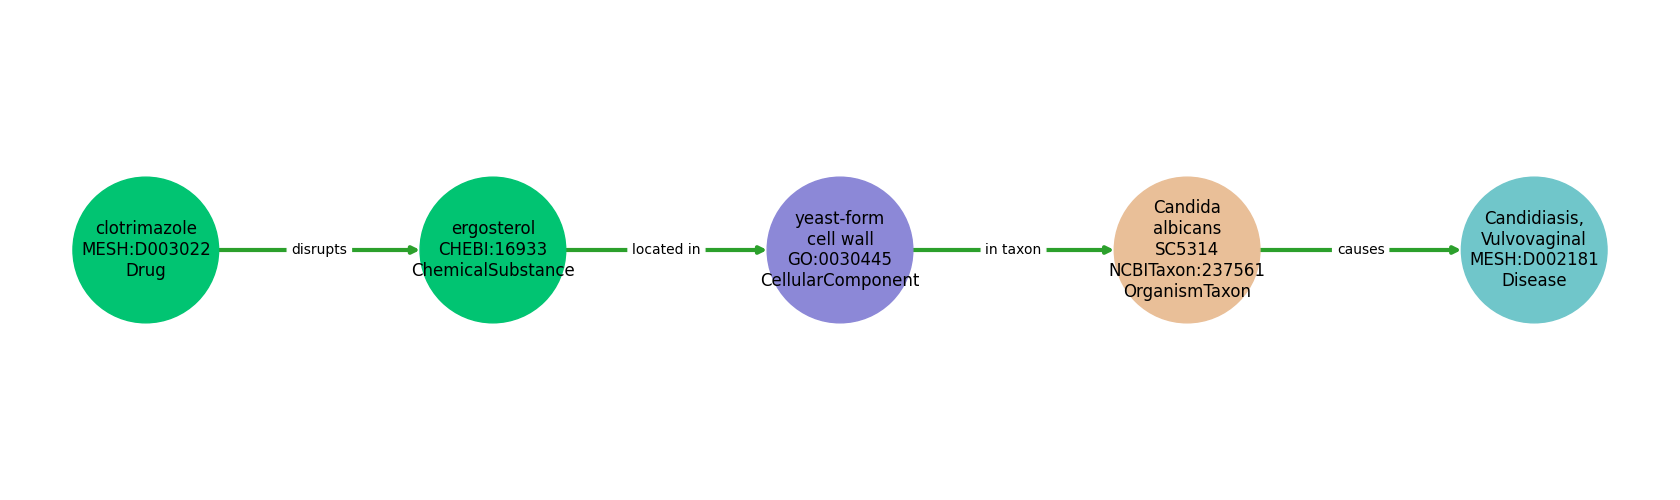 clotrimazole
MESH:D003022
Drug
disrupts
ergosterol
CHEBI:16933
ChemicalSubstance
located in
yeast-form
cell wall
GO:0030445
CellularComponent
in taxon
Candida
albicans
SC5314
NCBITaxon:237561
OrganismTaxon
causes
Candidiasis,
Vulvovaginal
MESH:D002181
Disease